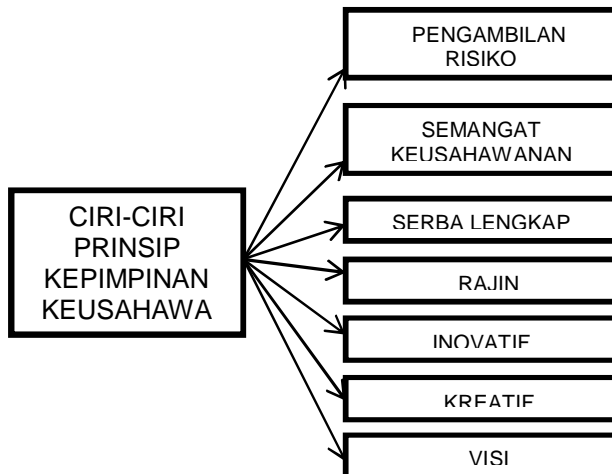 PENGAMBILAN
RISIKO
SEMANGAT
KEUSAHAWANAN
CIRI-CIRI
PRINSIP
KEPIMPINAN
KEUSAHAWA
SERBA LENGKAP
RAJIN
INOVATIF
KREATIF
VISI